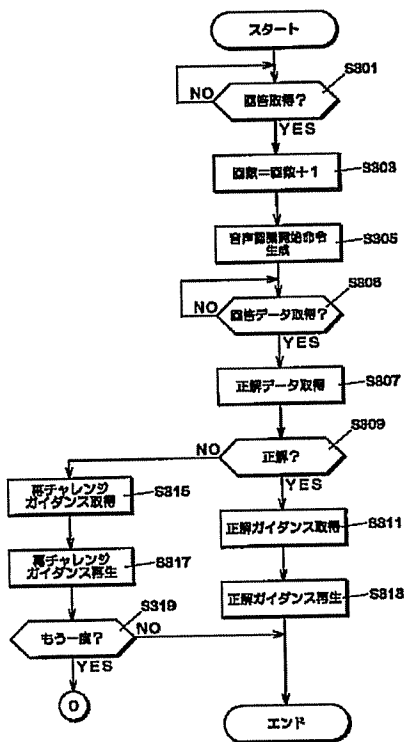 スタート
S301
回答取得?
NO
YES
回数=回数+1
S303
音声認識開始命令
生成
S305
S306
回答データ取得?
NO
YES
正解データ取得
S307
S309
正解?
NO
YES
再チャレンジ
ガイダンス取得
S315
正解ガイダンス取得
S311
再チャレンジ
ガイダンス再生
S317
正解ガイダンス再生
S313
S319
もう一度?
NO
YES
エンド